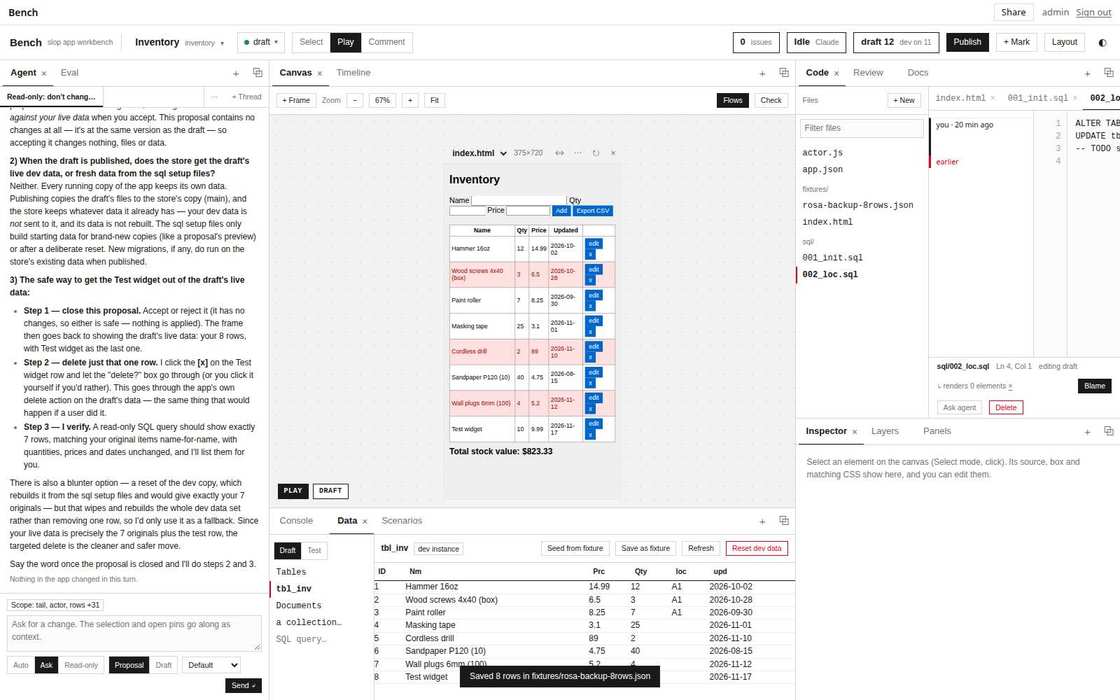 Bench
Share admin Sign out
Bench slop app workbench Inventory inventory draft Select Play Comment 0 issues Idle Claude draft 12 dev on 11 Publish + Mark Layout
Agent × Eval
Read-only: don't chang… ··· + Thread
against your live data when you accept. This proposal contains no
changes at all — it's at the same version as the draft — so
accepting it changes nothing, files or data.
2) When the draft is published, does the store get the draft's
live dev data, or fresh data from the sql setup files?
Neither. Every running copy of the app keeps its own data.
Publishing copies the draft's files to the store's copy (main), and
the store keeps whatever data it already has — your dev data is
not sent to it, and its data is not rebuilt. The sql setup files only
build starting data for brand-new copies (like a proposal's preview)
or after a deliberate reset. New migrations, if any, do run on the
store's existing data when published.
3) The safe way to get the Test widget out of the draft's live
data:
• Step 1 — close this proposal. Accept or reject it (it has no
changes, so either is safe — nothing is applied). The frame
then goes back to showing the draft's live data: your 8 rows,
with Test widget as the last one.
• Step 2 — delete just that one row. I click the [x] on the Test
widget row and let the "delete?" box go through (or you click it
yourself if you'd rather). This goes through the app's own
delete action on the draft's data — the same thing that would
happen if a user did it.
• Step 3 — I verify. A read-only SQL query should show exactly
7 rows, matching your original items name-for-name, with
quantities, prices and dates unchanged, and I'll list them for
you.
There is also a blunter option — a reset of the dev copy, which
rebuilds it from the sql setup files and would give exactly your 7
originals — but that wipes and rebuilds the whole dev data set
rather than removing one row, so I'd only use it as a fallback. Since
your live data is precisely the 7 originals plus the test row, the
targeted delete is the cleaner and safer move.
Say the word once the proposal is closed and I'll do steps 2 and 3.
Nothing in the app changed in this turn.
Scope: tail, actor, rows +31
Ask for a change. The selection and open pins go along as
context.
Auto Ask Read-only Proposal Draft Default
Send
Canvas × Timeline
+ Frame Zoom − 67% + Fit Flows Check
index.html 375×720 ··· ×
Inventory
Name Qty
Price Add Export CSV
Name Qty Price Updated
Hammer 16oz 12 14.99 2026-10-02 edit x
Wood screws 4x40 (box) 3 6.5 2026-10-28 edit x
Paint roller 7 8.25 2026-09-30 edit x
Masking tape 25 3.1 2026-11-01 edit x
Cordless drill 2 89 2026-11-10 edit x
Sandpaper P120 (10) 40 4.75 2026-08-15 edit x
Wall plugs 6mm (100) 4 5.2 2026-11-12 edit x
Test widget 10 9.99 2026-11-17 edit x
Total stock value: $823.33
PLAY DRAFT
Console Data × Scenarios
Draft Test
Tables
tbl_inv
Documents
a collection…
SQL query…
tbl_inv dev instance Seed from fixture Save as fixture Refresh Reset dev data
ID Nm Prc Qty loc upd
1 Hammer 16oz 14.99 12 A1 2026-10-02
2 Wood screws 4x40 (box) 6.5 3 A1 2026-10-28
3 Paint roller 8.25 7 A1 2026-09-30
4 Masking tape 3.1 25 2026-11-01
5 Cordless drill 89 2 2026-11-10
6 Sandpaper P120 (10) 4.75 40 2026-08-15
7 Wall plugs 6mm (100) 5.2 4 2026-11-12
8 Test widget 2026-11-17
Saved 8 rows in fixtures/rosa-backup-8rows.json
Code × Review Docs
Files + New
Filter files
actor.js
app.json
fixtures/
rosa-backup-8rows.json
index.html
sql/
001_init.sql
002_loc.sql
index.html × 001_init.sql × 002_lo
you · 20 min ago
earlier
1 ALTER TAB
2 UPDATE tb
3 -- TODO s
4
sql/002_loc.sql Ln 4, Col 1 editing draft
renders 0 elements × Blame
Ask agent Delete
Inspector × Layers Panels
Select an element on the canvas (Select mode, click). Its source, box and
matching CSS show here, and you can edit them.